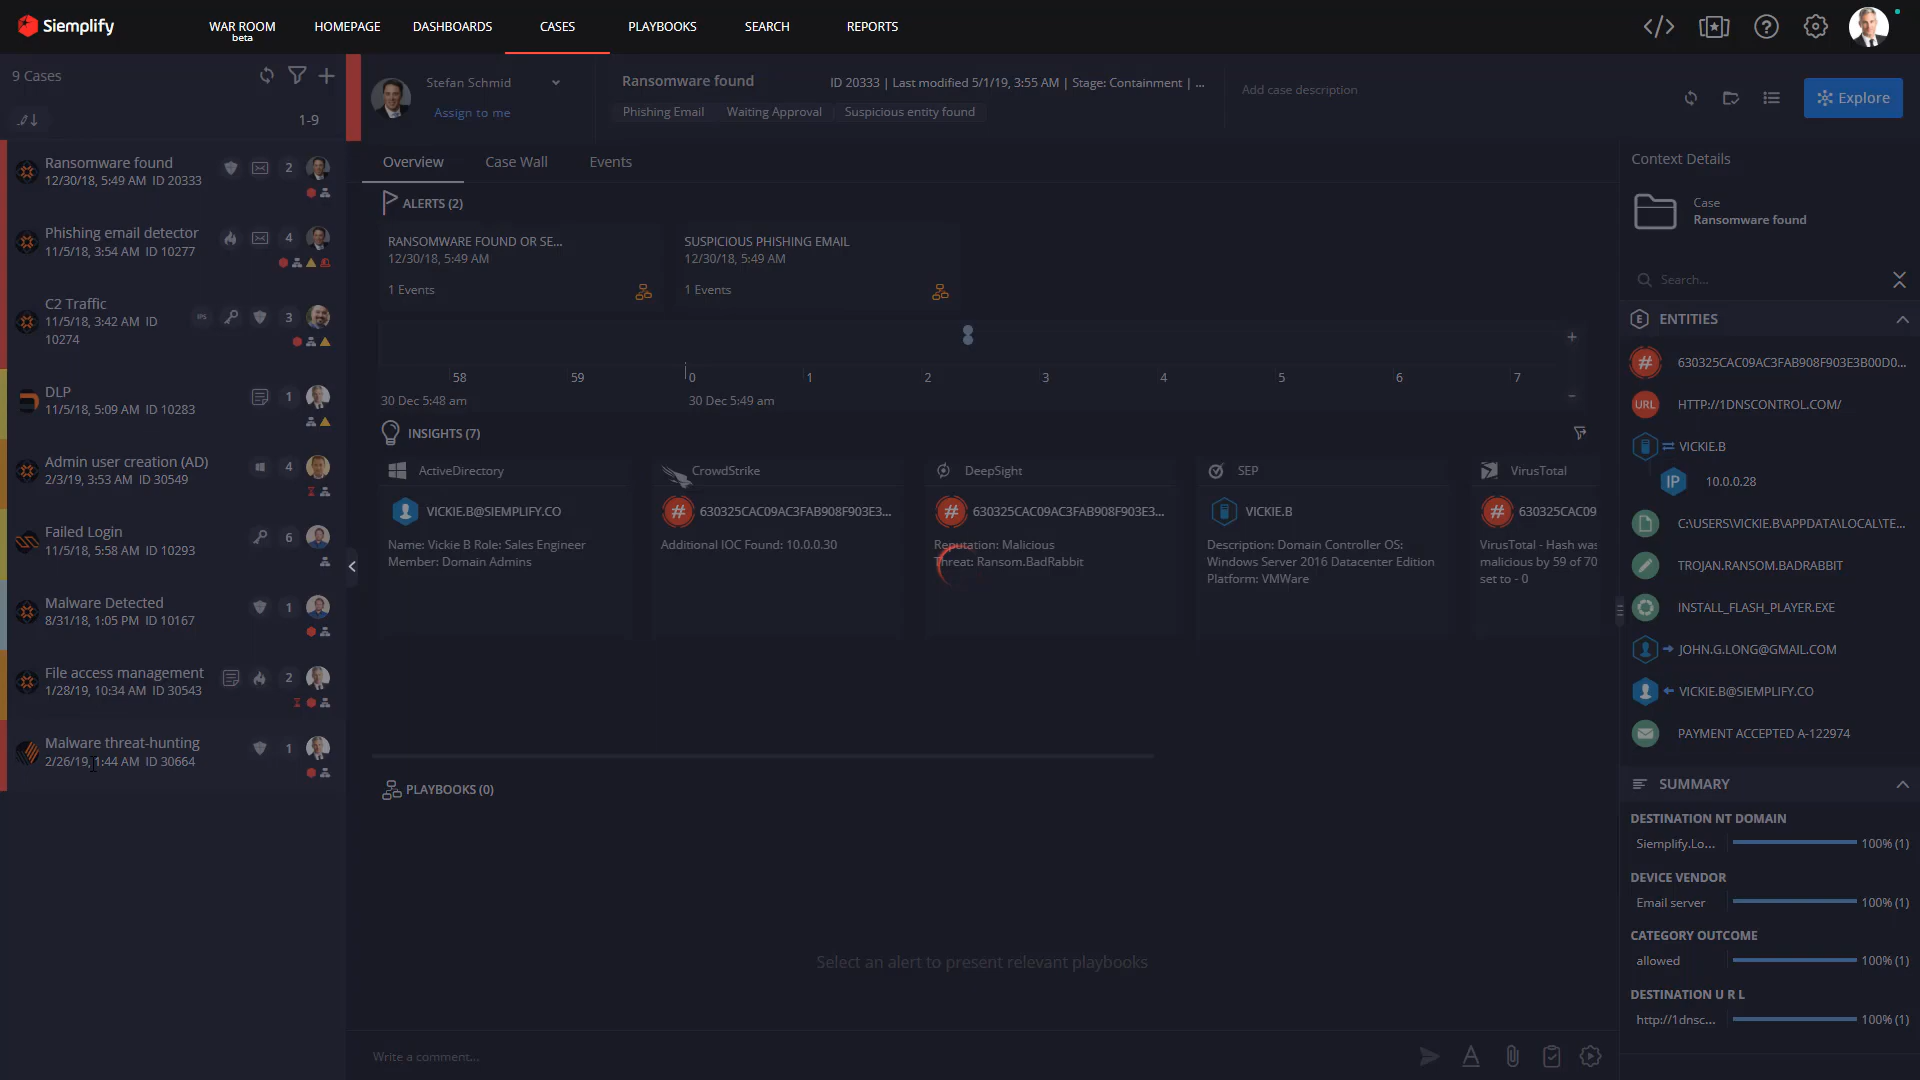 Siemplify
WAR ROOM
beta
HOMEPAGE
DASHBOARDS
CASES
PLAYBOOKS
SEARCH
REPORTS
9 Cases
1-9
Ransomware found
12/30/18, 5:49 AM ID 20333
2
Phishing email detector
11/5/18, 3:54 AM ID 10277
4
C2 Traffic
11/5/18, 3:42 AM ID
10274
IPS
3
DLP
11/5/18, 5:09 AM ID 10283
1
Admin user creation (AD)
2/3/19, 3:53 AM ID 30549
4
Failed Login
11/5/18, 5:58 AM ID 10293
6
Malware Detected
8/31/18, 1:05 PM ID 10167
1
File access management
1/28/19, 10:34 AM ID 30543
2
Malware threat-hunting
2/26/19, 1:44 AM ID 30664
1
Stefan Schmid
Assign to me
Ransomware found
ID 20333 | Last modified 5/1/19, 3:55 AM | Stage: Containment | ...
Phishing Email
Waiting Approval
Suspicious entity found
Add case description
Explore
Overview
Case Wall
Events
ALERTS (2)
RANSOMWARE FOUND OR SE...
12/30/18, 5:49 AM
1 Events
SUSPICIOUS PHISHING EMAIL
12/30/18, 5:49 AM
1 Events
58 59 0 1 2 3 4 5 6 7
30 Dec 5:48 am
30 Dec 5:49 am
INSIGHTS (7)
ActiveDirectory
VICKIE.B@SIEMPLIFY.CO
Name: Vickie B Role: Sales Engineer
Member: Domain Admins
CrowdStrike
630325CAC09AC3FAB908F903E3...
Additional IOC Found: 10.0.0.30
DeepSight
630325CAC09AC3FAB908F903E3...
Reputation: Malicious
Threat: Ransom.BadRabbit
SEP
VICKIE.B
Description: Domain Controller OS:
Windows Server 2016 Datacenter Edition
Platform: VMWare
VirusTotal
630325CAC09
VirusTotal - Hash was
malicious by 59 of 70
set to - 0
PLAYBOOKS (0)
Select an alert to present relevant playbooks
Write a comment...
Context Details
Case
Ransomware found
Search...
ENTITIES
630325CAC09AC3FAB908F903E3B00D0...
URL
HTTP://1DNSCONTROL.COM/
VICKIE.B
IP
10.0.0.28
C:\USERS\VICKIE.B\APPDATA\LOCAL\TE...
TROJAN.RANSOM.BADRABBIT
INSTALL_FLASH_PLAYER.EXE
JOHN.G.LONG@GMAIL.COM
VICKIE.B@SIEMPLIFY.CO
PAYMENT ACCEPTED A-122974
SUMMARY
DESTINATION NT DOMAIN
Siemplify.Lo... 100% (1)
DEVICE VENDOR
Email server 100% (1)
CATEGORY OUTCOME
allowed 100% (1)
DESTINATION U R L
http://1dnsc... 100% (1)